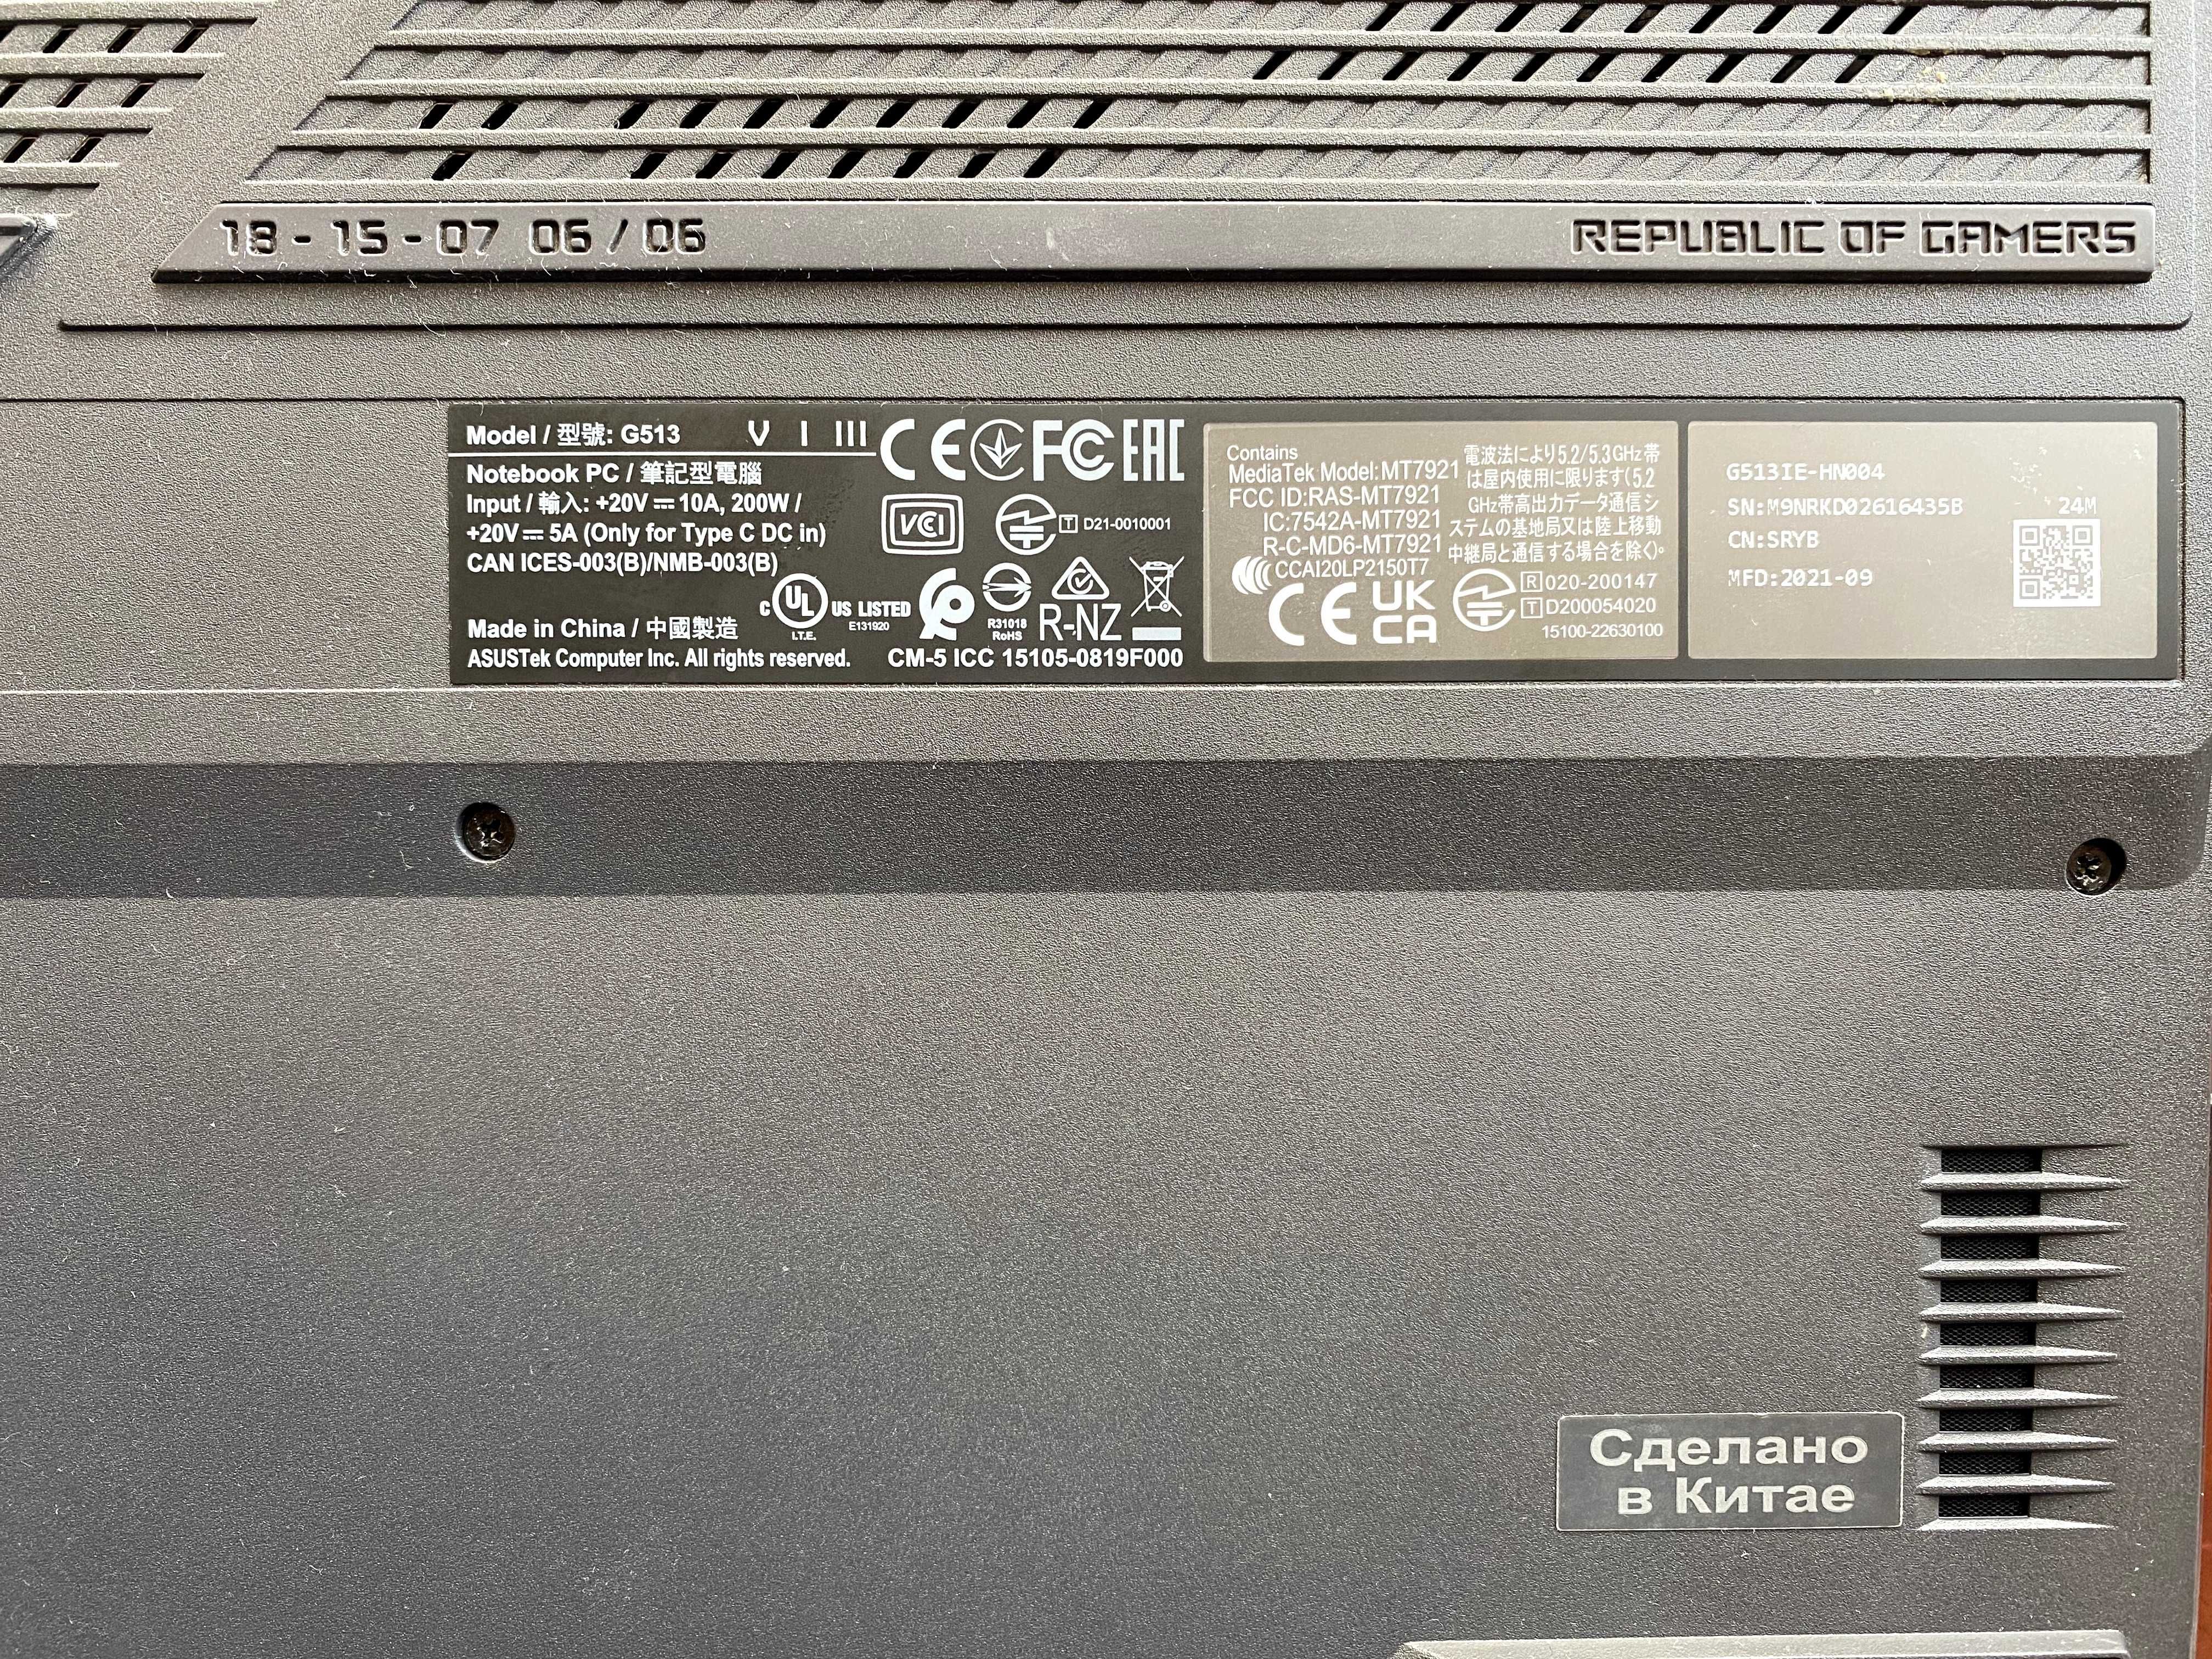 18 - 15 - 07 06 / 06
REPUBLIC OF GAMERS
Model / 型號: G513 V I III
Notebook PC / 筆記型電腦
Input / 輸入: +20V ⎓ 10A, 200W /
+20V ⎓ 5A (Only for Type C DC in)
CAN ICES-003(B)/NMB-003(B)
Made in China / 中國製造
ASUSTek Computer Inc. All rights reserved.
CE FC EAC
VCCI
T D21-0010001
C UL US LISTED
I.T.E. E131920
R31018
RoHS
R-NZ
CM-5 ICC 15105-0819F000
Contains
MediaTek Model:MT7921
FCC ID:RAS-MT7921
IC:7542A-MT7921
R-C-MD6-MT7921
CCAI20LP2150T7
CE UK
CA
電波法により5.2/5.3GHz帯
は屋内使用に限ります(5.2
GHz帯高出力データ通信シ
ステムの基地局又は陸上移動
中継局と通信する場合を除く)。
R 020-200147
T D200054020
15100-22630100
G513IE-HN004
SN:M9NRKD02616435B 24M
CN:SRYB
MFD:2021-09
Сделано
в Китае